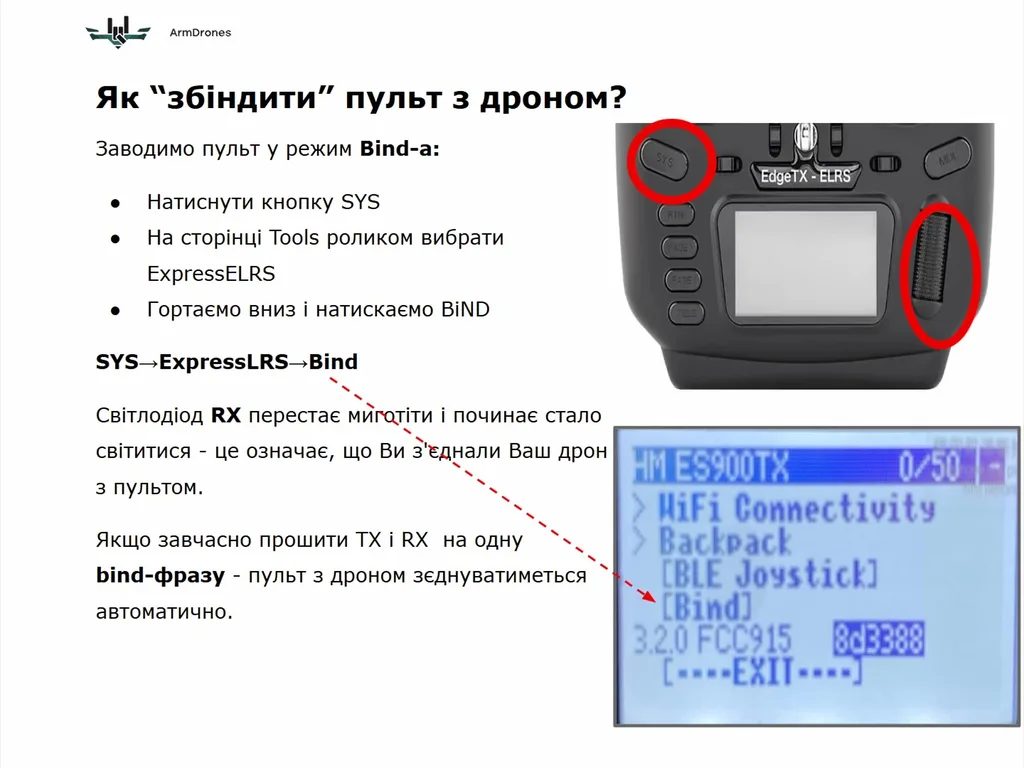 ArmDrones
Як “збіндити” пульт з дроном?
Заводимо пульт у режим Bind-а:
● Натиснути кнопку SYS
● На сторінці Tools роликом вибрати
ExpressELRS
● Гортаємо вниз і натискаємо BiND
SYS→ExpressLRS→Bind
Світлодіод RX перестає миготіти і починає стало
світитися - це означає, що Ви з'єднали Ваш дрон
з пультом.
Якщо завчасно прошити TX і RX на одну
bind-фразу - пульт з дроном зєднуватиметься
автоматично.
SYS
MDL
EdgeTX - ELRS
RTN
PAGE
PAGE
HM ES900TX 0/50 -
> WiFi Connectivity
> Backpack
[BLE Joystick]
[Bind]
3.2.0 FCC915 8d3388
[----EXIT----]